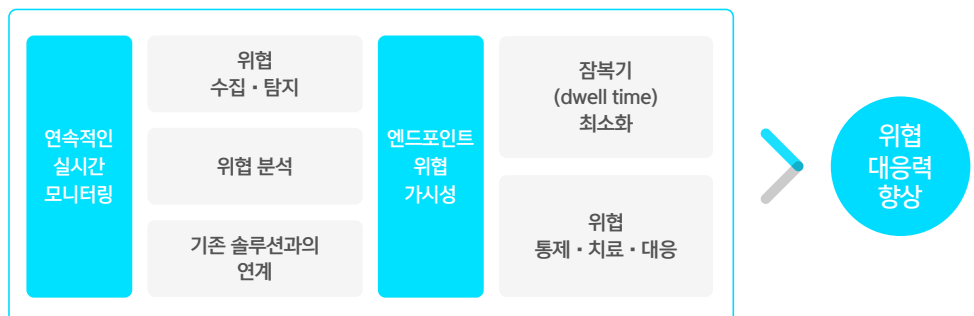 연속적인
실시간
모니터링
위협
수집 · 탐지
위협 분석
기존 솔루션과의
연계
엔드포인트
위협
가시성
잠복기
(dwell time)
최소화
위협
통제 · 치료 · 대응
위협
대응력
향상